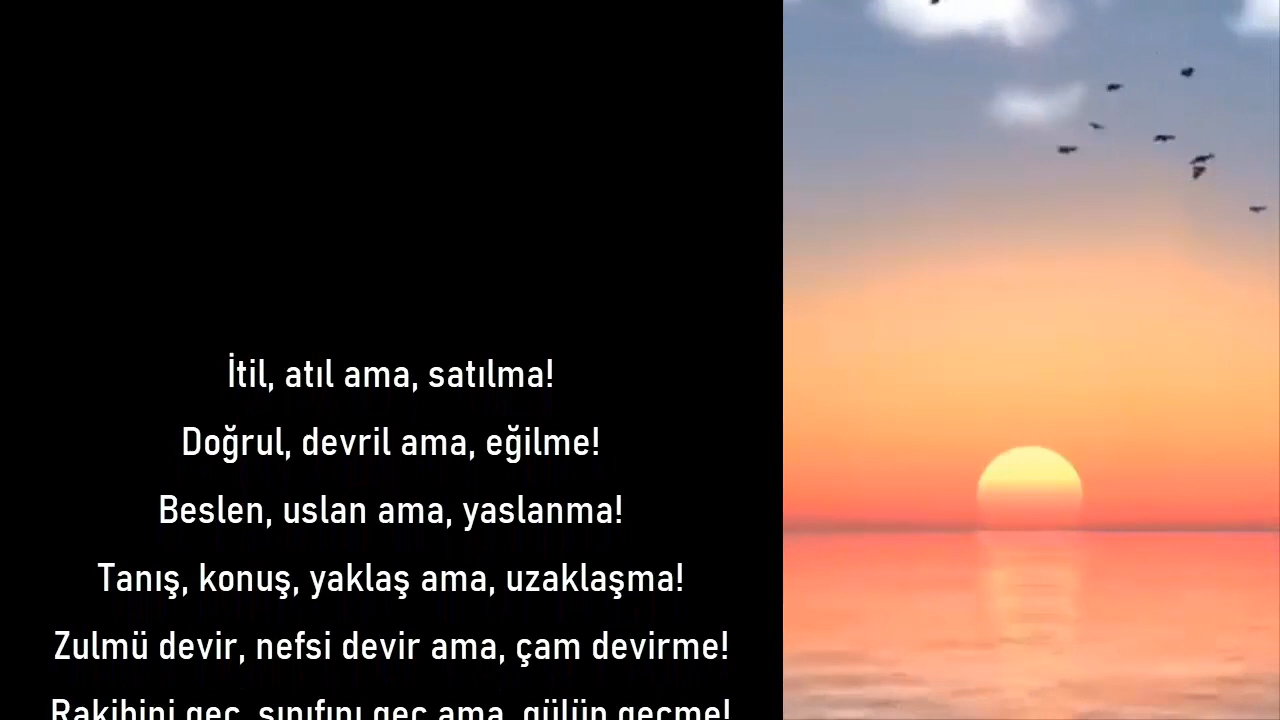 İtil, atıl ama, satılma!
Doğrul, devril ama, eğilme!
Beslen, uslan ama, yaslanma!
Tanış, konuş, yaklaş ama, uzaklaşma!
Zulmü devir, nefsi devir ama, çam devirme!
Rakibini geç, sınıfını geç ama, gülüp geçme!